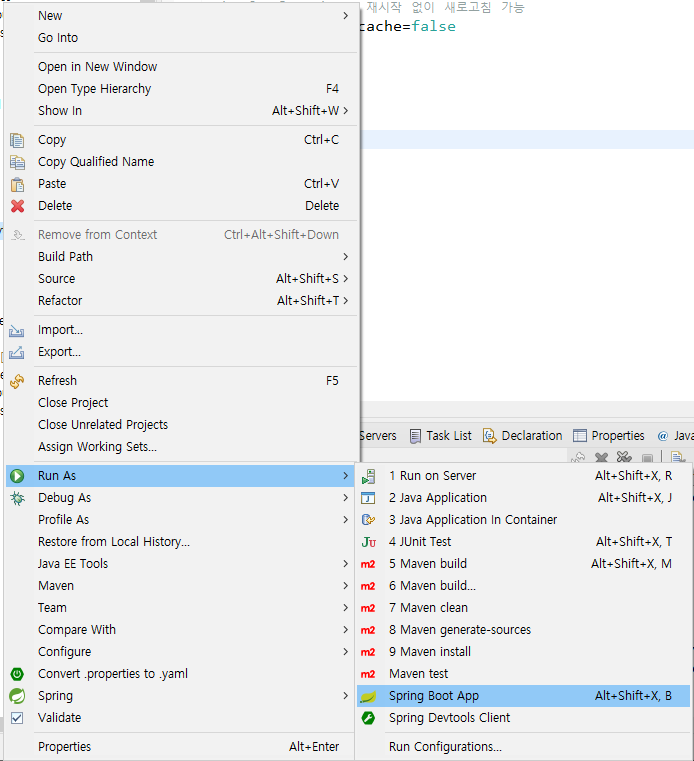 New
재시작 없이 새로고침 가능
cache=false
Go Into
Open in New Window
Open Type Hierarchy F4
Show In Alt+Shift+W >
Copy Ctrl+C
Copy Qualified Name
Paste Ctrl+V
Delete Delete
Remove from Context Ctrl+Alt+Shift+Down
Build Path
Source Alt+Shift+S >
Refactor Alt+Shift+T >
Import...
Export...
Refresh F5
Close Project
Close Unrelated Projects
Assign Working Sets...
Servers Task List Declaration Properties @ Java
Run As
Debug As
Profile As
Restore from Local History...
Java EE Tools
Maven
Team
Compare With
Configure
Convert .properties to .yaml
Spring
Validate
Properties Alt+Enter
1 Run on Server Alt+Shift+X, R
2 Java Application Alt+Shift+X, J
3 Java Application In Container
Ju 4 JUnit Test Alt+Shift+X, T
m2 5 Maven build Alt+Shift+X, M
m2 6 Maven build...
m2 7 Maven clean
m2 8 Maven generate-sources
m2 9 Maven install
m2 Maven test
Spring Boot App Alt+Shift+X, B
Spring Devtools Client
Run Configurations...